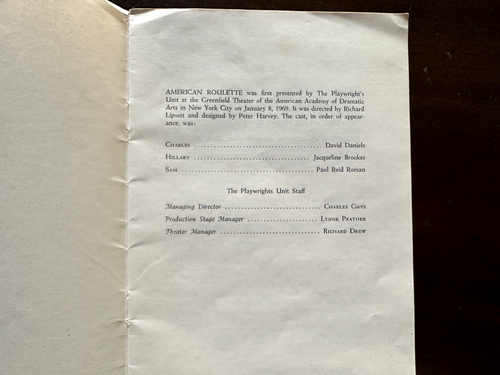 AMERICAN ROULETTE was first presented by The Playwright's
Unit at the Greenfield Theater of the American Academy of Dramatic
Arts in New York City on January 8, 1969. It was directed by Richard
Lipsett and designed by Peter Harvey. The cast, in order of appear-
ance, was:
CHARLES ........................................ David Daniels
HILLARY ........................................ Jacqueline Brookes
SAM ........................................ Paul Reid Roman
The Playwrights Unit Staff
Managing Director .............................. CHARLES GNYS
Production Stage Manager ...................... LYNNE PRATHER
Theater Manager ................................ RICHARD DREW